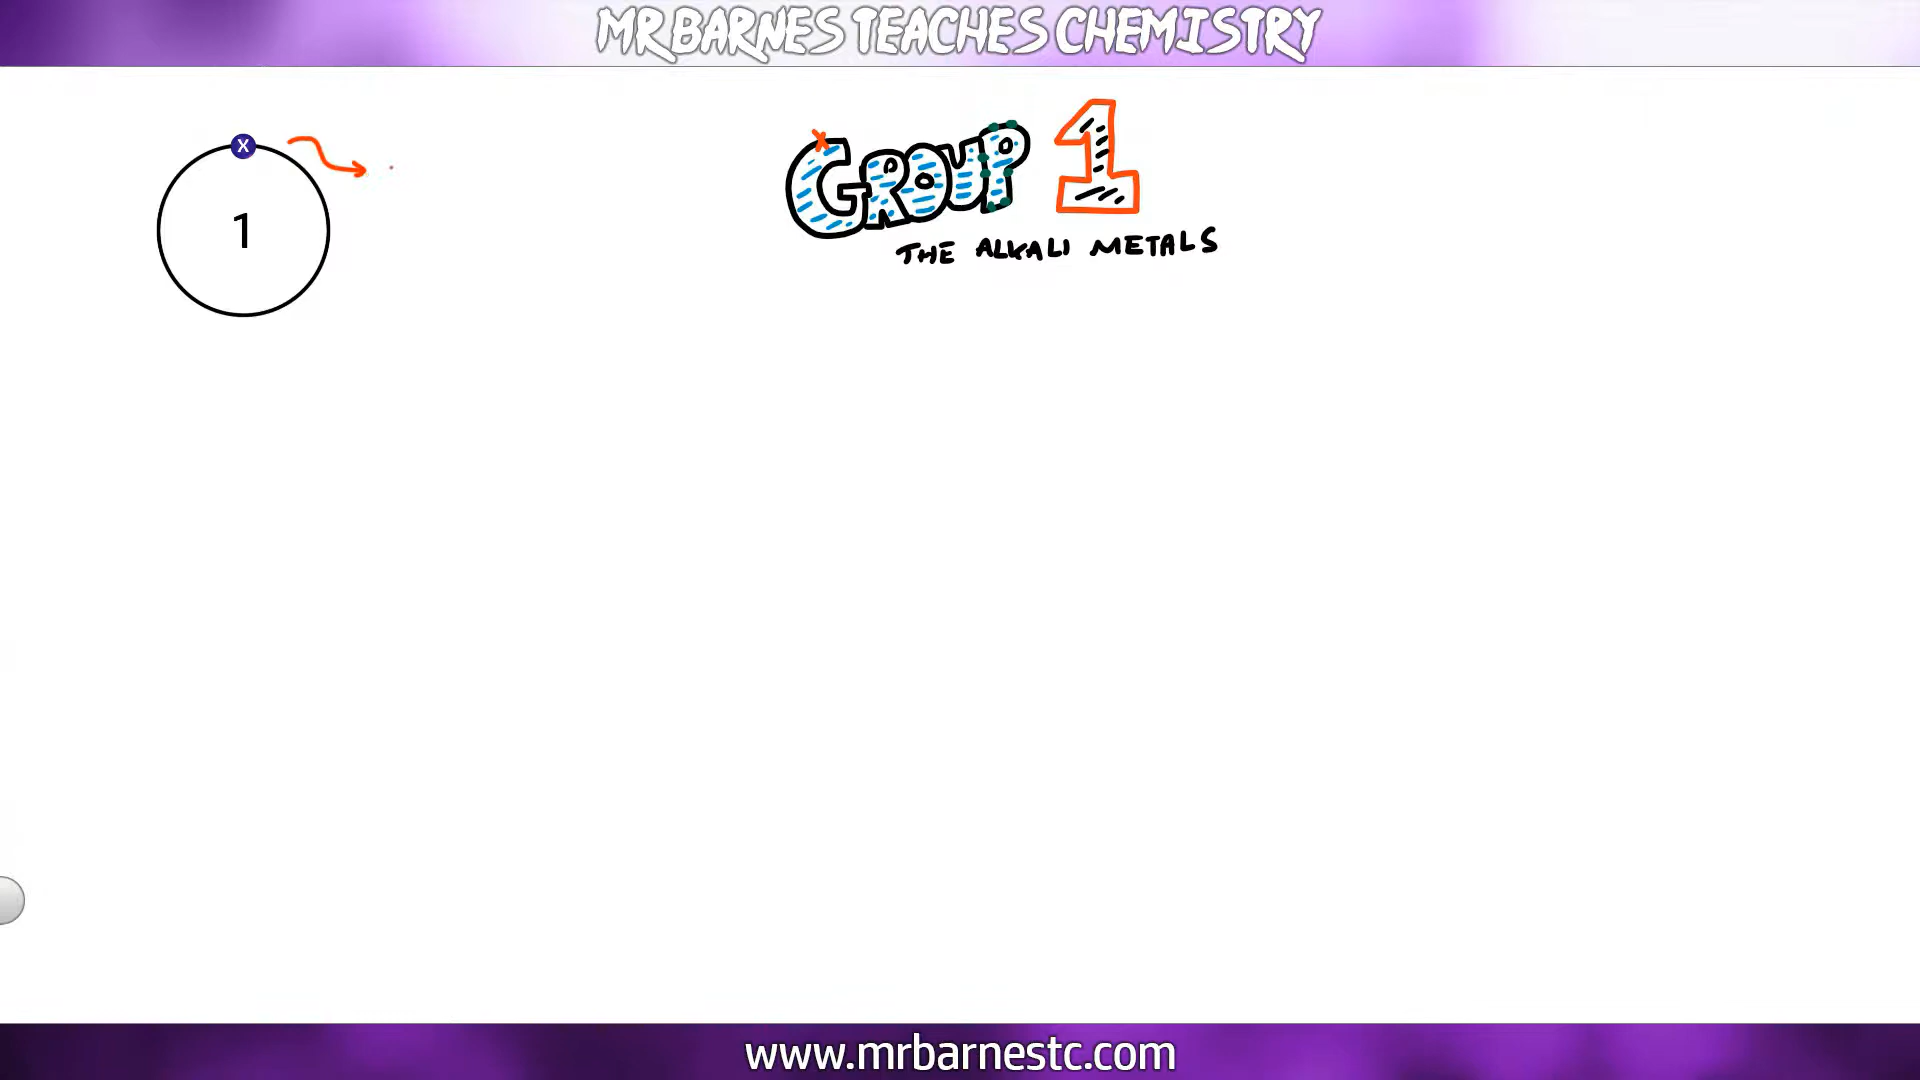 MR BARNES TEACHES CHEMISTRY
X
1
GROUP 1
THE ALKALI METALS
www.mrbarnestc.com